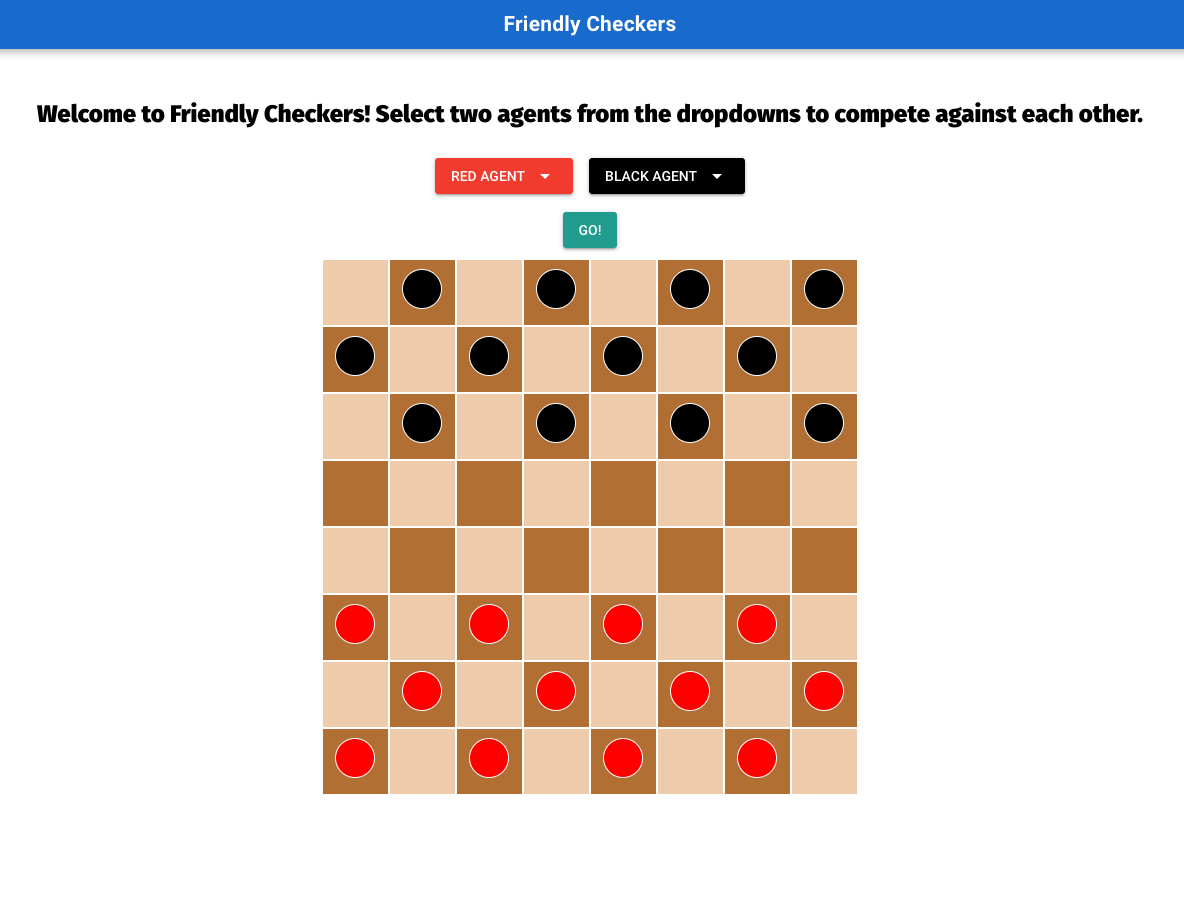 Friendly Checkers
Welcome to Friendly Checkers! Select two agents from the dropdowns to compete against each other.
RED AGENT
BLACK AGENT
GO!